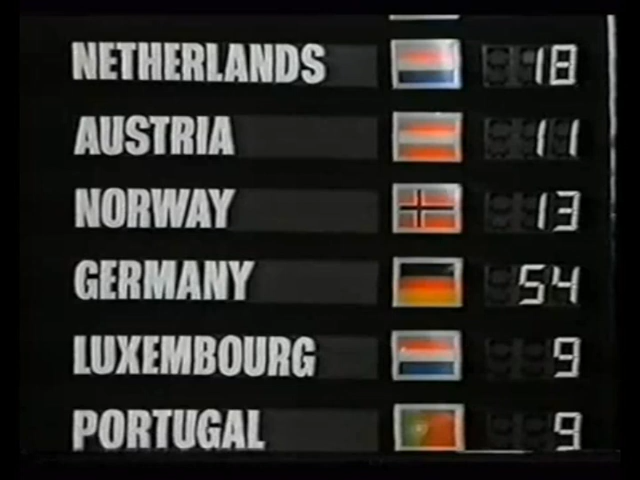 NETHERLANDS 18
AUSTRIA 11
NORWAY 13
GERMANY 54
LUXEMBOURG 9
PORTUGAL 9